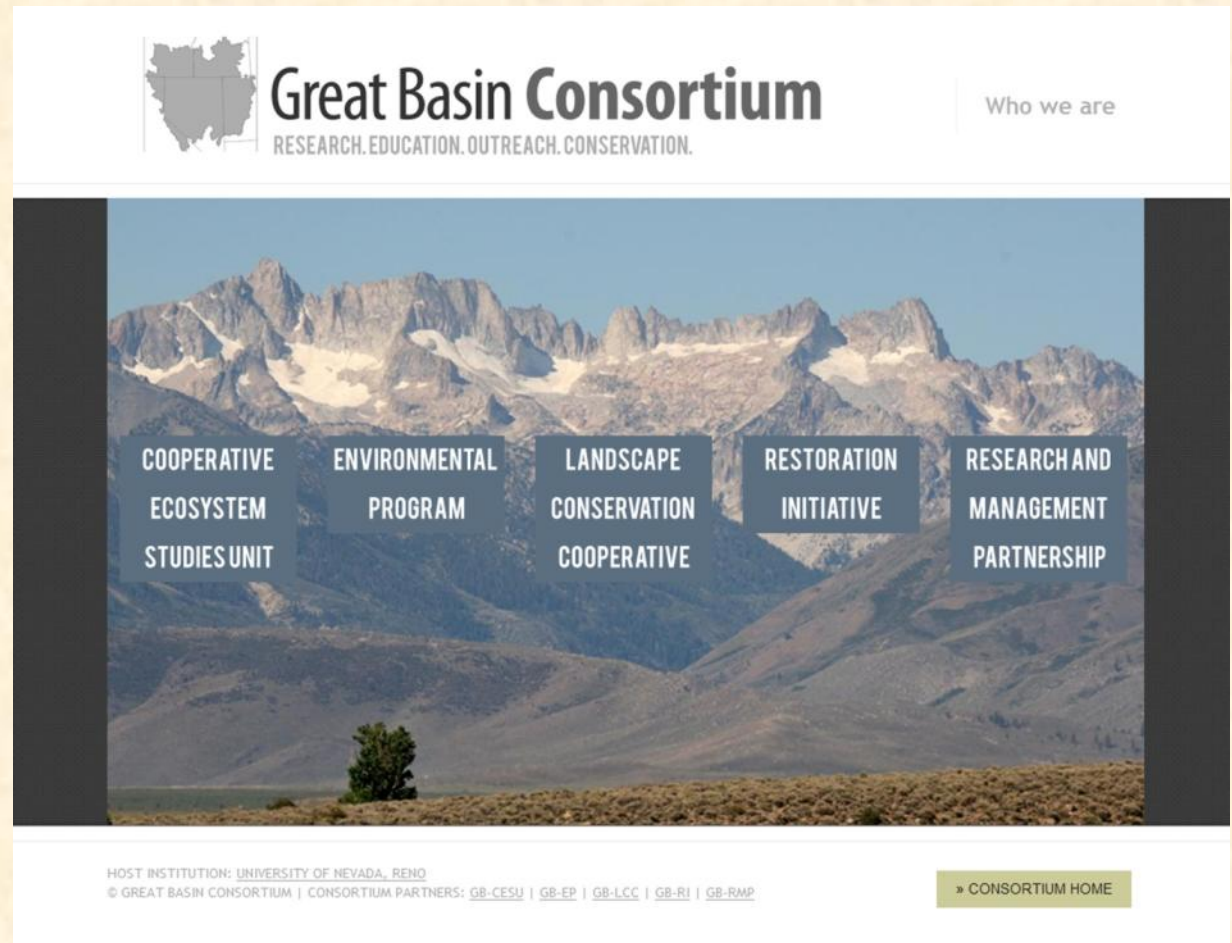 Great Basin Consortium
RESEARCH. EDUCATION. OUTREACH. CONSERVATION.
Who we are
COOPERATIVE
ECOSYSTEM
STUDIES UNIT
ENVIRONMENTAL
PROGRAM
LANDSCAPE
CONSERVATION
COOPERATIVE
RESTORATION
INITIATIVE
RESEARCH AND
MANAGEMENT
PARTNERSHIP
HOST INSTITUTION: UNIVERSITY OF NEVADA, RENO
© GREAT BASIN CONSORTIUM | CONSORTIUM PARTNERS: GB-CESU | GB-EP | GB-LCC | GB-RI | GB-RMP
» CONSORTIUM HOME